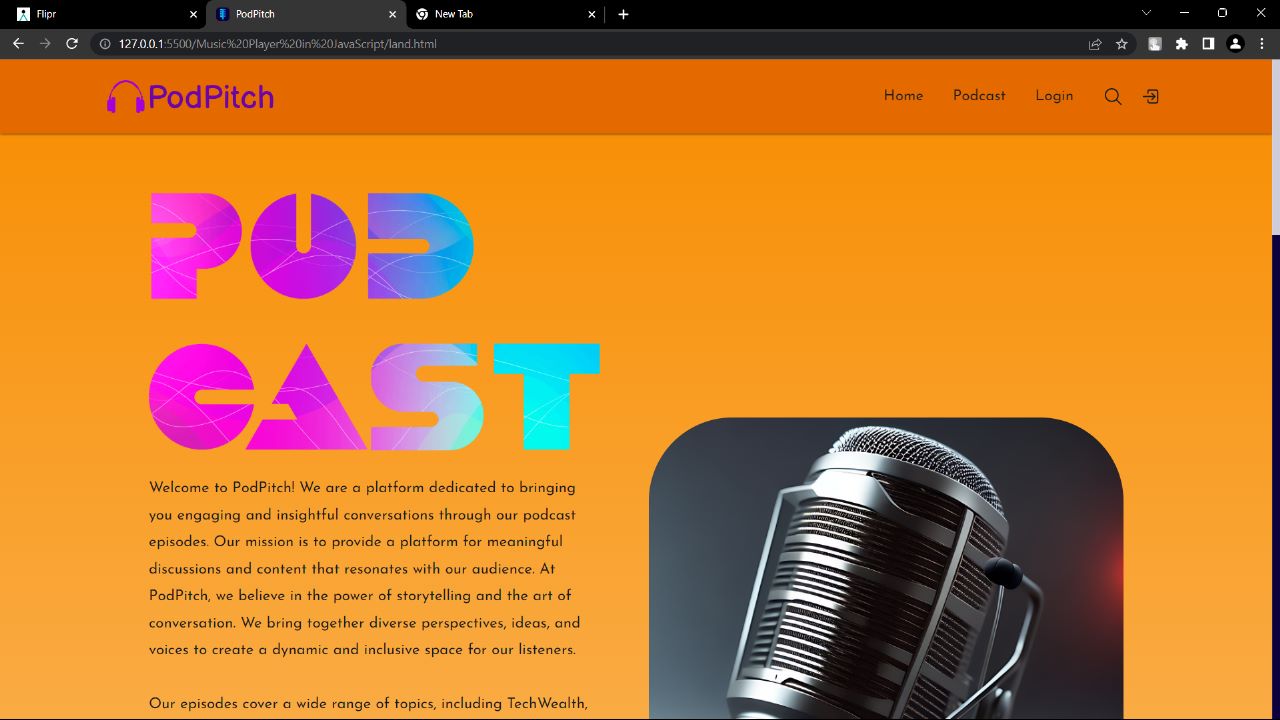 Flipr
PodPitch
New Tab
127.0.0.1:5500/Music%20Player%20in%20JavaScript/land.html
PodPitch
Home Podcast Login
POD
CAST
Welcome to PodPitch! We are a platform dedicated to bringing
you engaging and insightful conversations through our podcast
episodes. Our mission is to provide a platform for meaningful
discussions and content that resonates with our audience. At
PodPitch, we believe in the power of storytelling and the art of
conversation. We bring together diverse perspectives, ideas, and
voices to create a dynamic and inclusive space for our listeners.
Our episodes cover a wide range of topics, including TechWealth,